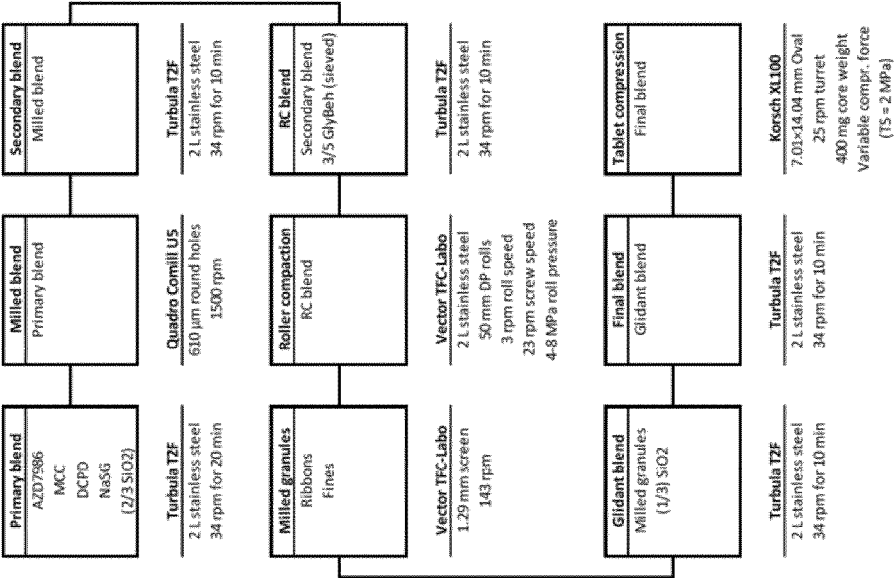 Primary blend
AZD7986
MCC
DCPD
NaSG
(2/3 SiO2)
Turbula T2F
2 L stainless steel
34 rpm for 20 min
Milled blend
Primary blend
Quadro Comill U5
610 µm round holes
1500 rpm
Secondary blend
Milled blend
Turbula T2F
2 L stainless steel
34 rpm for 10 min
Milled granules
Ribbons
Fines
Vector TFC-Labo
1.29 mm screen
143 rpm
Roller compaction
RC blend
Vector TFC-Labo
2 L stainless steel
50 mm DP rolls
3 rpm roll speed
23 rpm screw speed
4-8 MPa roll pressure
RC blend
Secondary blend
3/5 GlyBeh (sieved)
Turbula T2F
2 L stainless steel
34 rpm for 10 min
Glidant blend
Milled granules
(1/3) SiO2
Turbula T2F
2 L stainless steel
34 rpm for 10 min
Final blend
Glidant blend
Turbula T2F
2 L stainless steel
34 rpm for 10 min
Tablet compression
Final blend
Korsch XL100
7.01x14.04 mm Oval
25 rpm turret
400 mg core weight
Variable compr. force
(TS = 2 MPa)